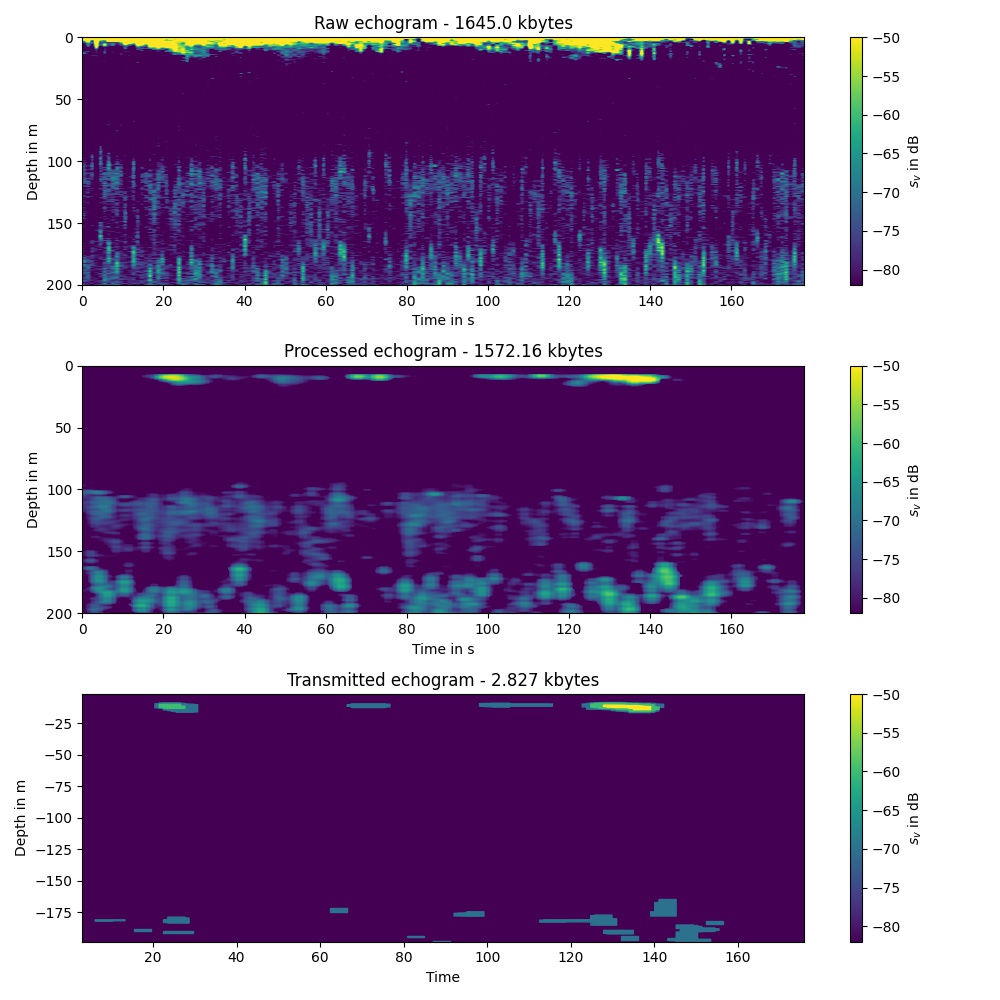 Raw echogram - 1645.0 kbytes
0
50
100
150
200
Depth in m
0 20 40 60 80 100 120 140 160
Time in s
−50
−55
−60
−65
−70
−75
−80
sv in dB
Processed echogram - 1572.16 kbytes
0
50
100
150
200
Depth in m
0 20 40 60 80 100 120 140 160
Time in s
−50
−55
−60
−65
−70
−75
−80
sv in dB
Transmitted echogram - 2.827 kbytes
−25
−50
−75
−100
−125
−150
−175
Depth in m
20 40 60 80 100 120 140 160
Time
−50
−55
−60
−65
−70
−75
−80
sv in dB